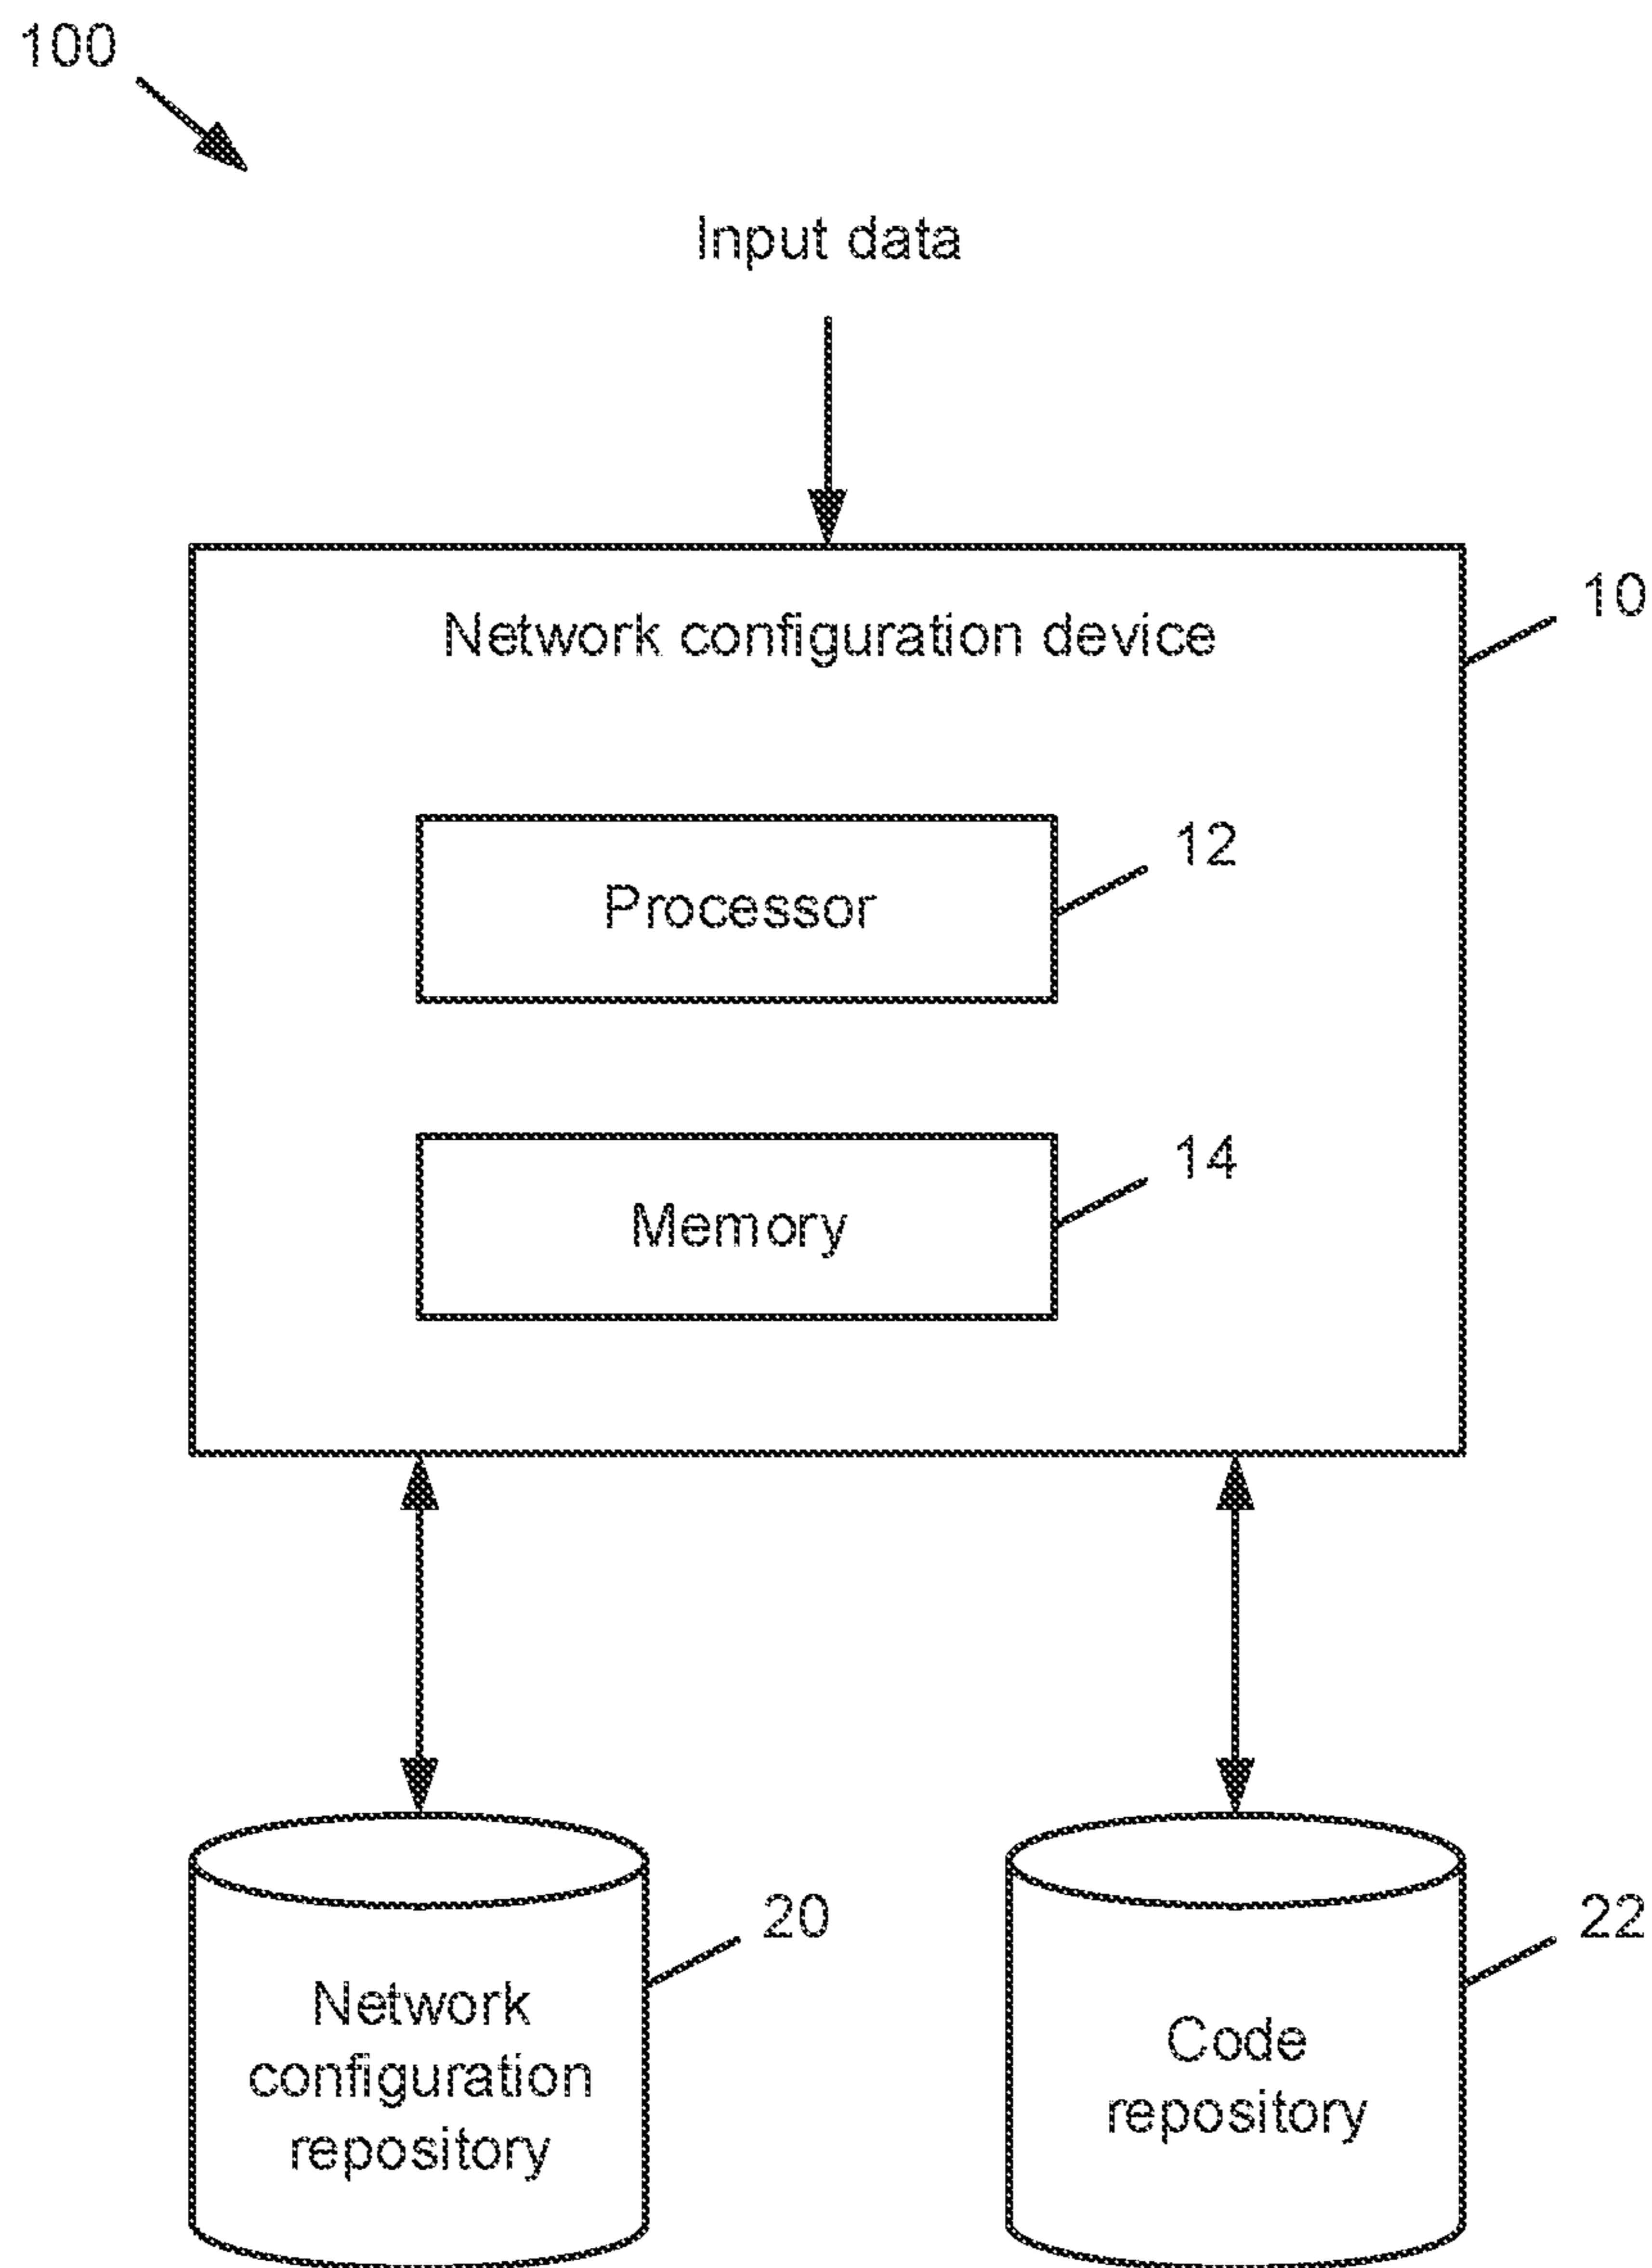 100
Input data
10
Network configuration device
12
Processor
14
Memory
20
22
Network
configuration
repository
Code
repository